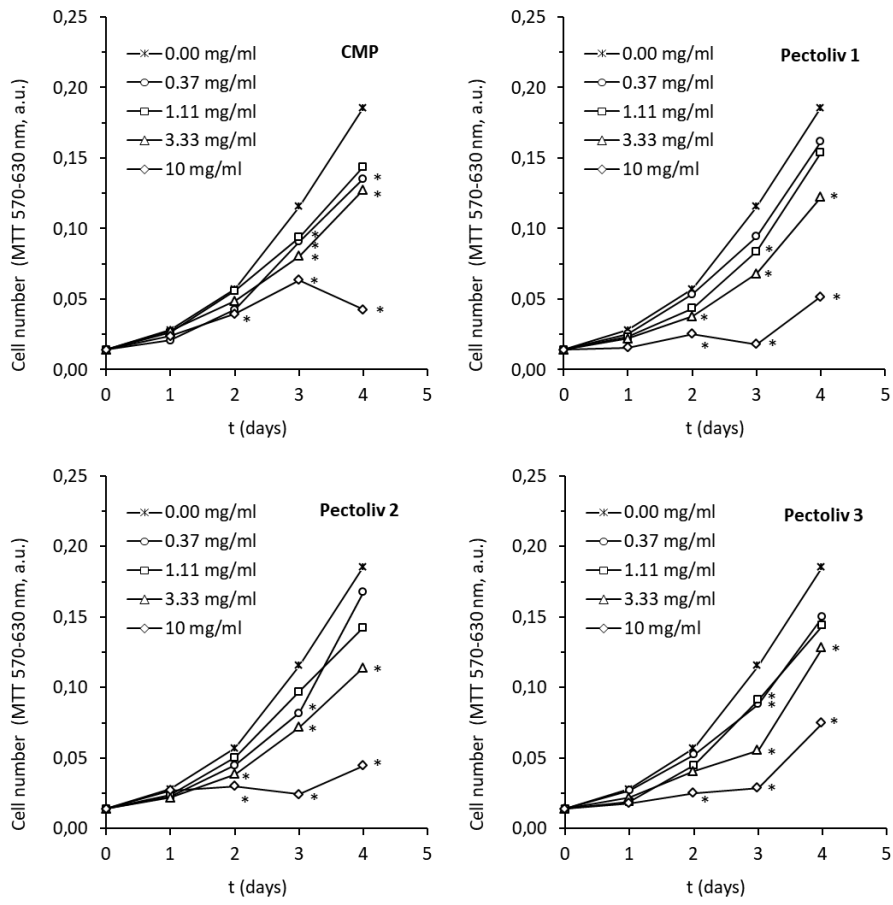 Cell number (MTT 570-630 nm, a.u.)
0,25
0,20
0,15
0,10
0,05
0,00
CMP
0.00 mg/ml
0.37 mg/ml
1.11 mg/ml
3.33 mg/ml
10 mg/ml
*
*
*
*
*
*
*
*
0 1 2 3 4 5
t (days)
Cell number (MTT 570-630 nm, a.u.)
0,25
0,20
0,15
0,10
0,05
0,00
Pectoliv 1
0.00 mg/ml
0.37 mg/ml
1.11 mg/ml
3.33 mg/ml
10 mg/ml
*
*
*
*
*
*
*
0 1 2 3 4 5
t (days)
Cell number (MTT 570-630 nm, a.u.)
0,25
0,20
0,15
0,10
0,05
0,00
Pectoliv 2
0.00 mg/ml
0.37 mg/ml
1.11 mg/ml
3.33 mg/ml
10 mg/ml
*
*
*
*
*
*
*
0 1 2 3 4 5
t (days)
Cell number (MTT 570-630 nm, a.u.)
0,25
0,20
0,15
0,10
0,05
0,00
Pectoliv 3
0.00 mg/ml
0.37 mg/ml
1.11 mg/ml
3.33 mg/ml
10 mg/ml
*
*
*
*
*
*
*
0 1 2 3 4 5
t (days)